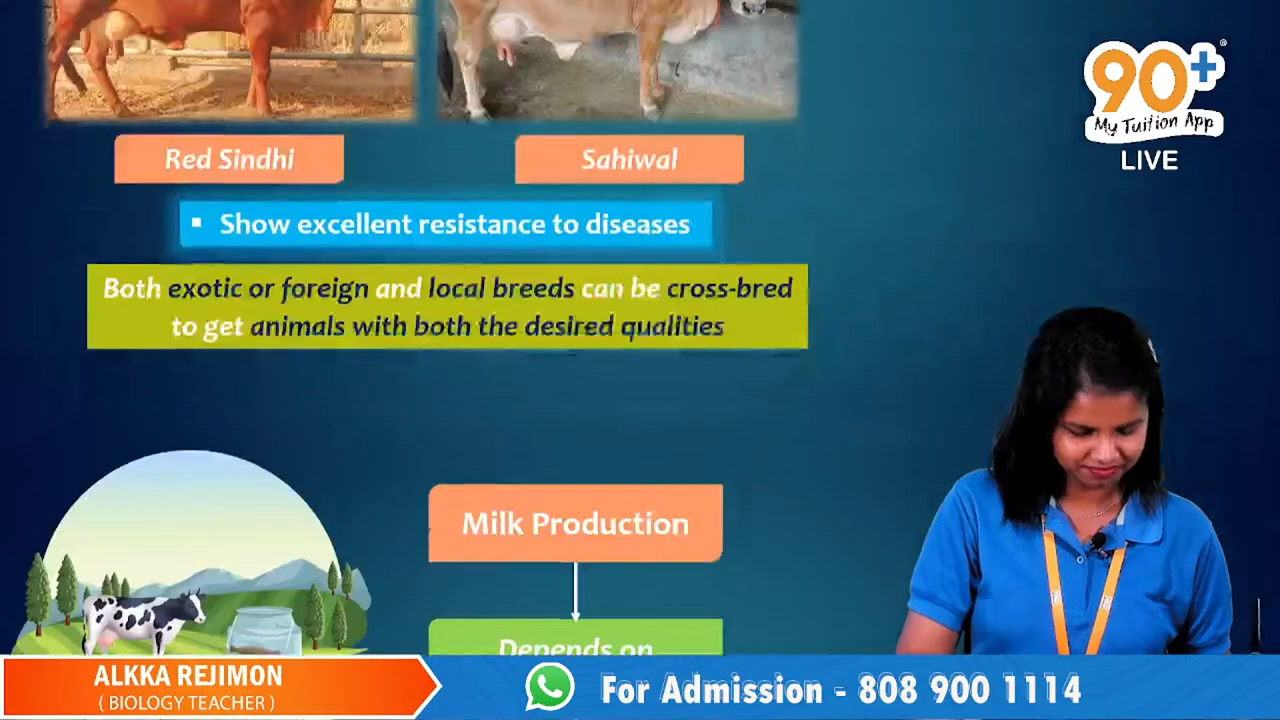 90+
My Tuition App
LIVE
Red Sindhi
Sahiwal
▪ Show excellent resistance to diseases
Both exotic or foreign and local breeds can be cross-bred
to get animals with both the desired qualities
Milk Production
Depends on
ALKKA REJIMON
( BIOLOGY TEACHER )
For Admission - 808 900 1114